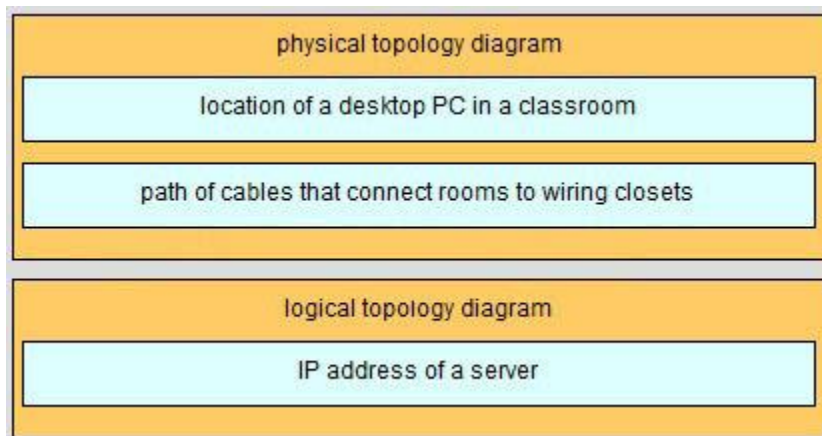 physical topology diagram
location of a desktop PC in a classroom
path of cables that connect rooms to wiring closets
logical topology diagram
IP address of a server